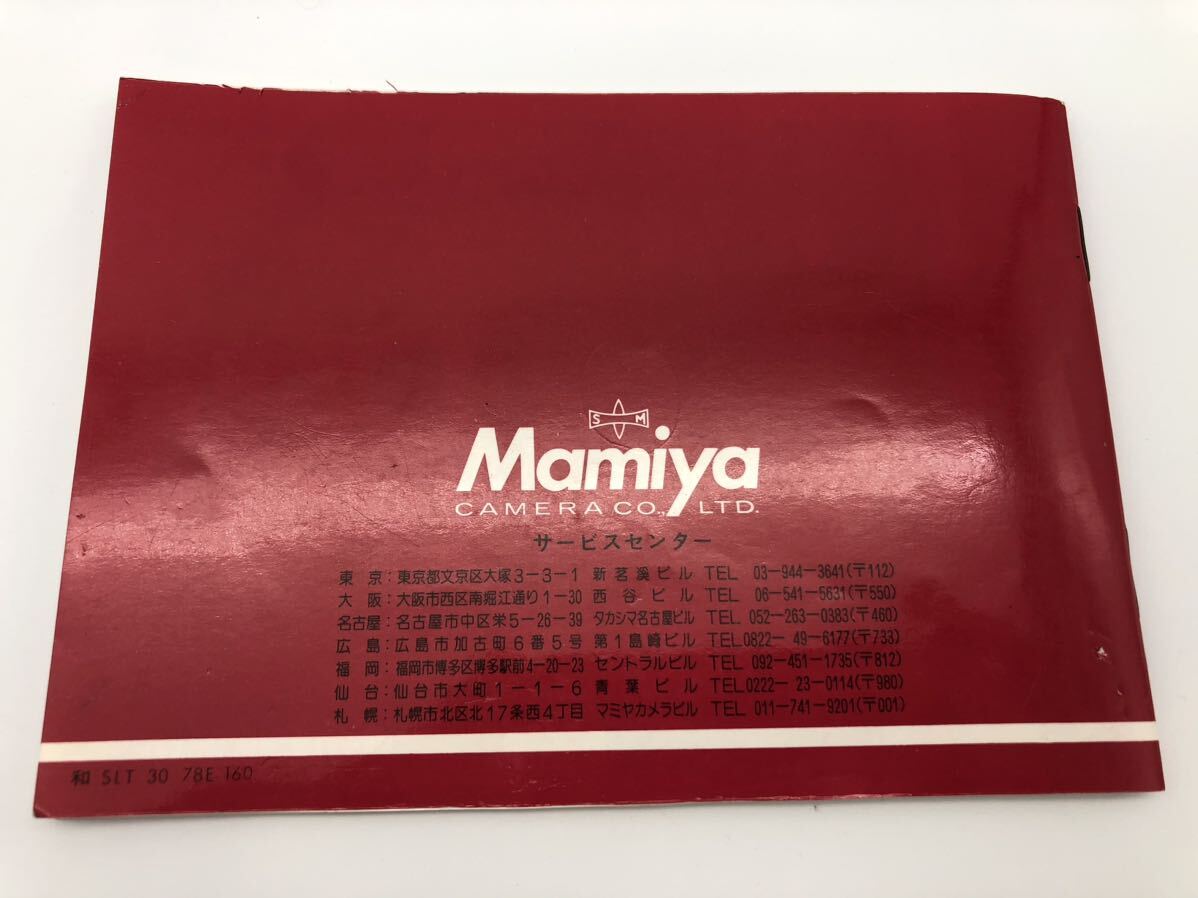 S M
Mamiya
CAMERA CO., LTD.
サービスセンター
東 京：東京都文京区大塚3−3−1 新茗溪ビル TEL 03−944−3641(〒112)
大 阪：大阪市西区南堀江通り1−30 西谷ビル TEL 06−541−5631(〒550)
名古屋：名古屋市中区栄5−26−39 タカシマ名古屋ビル TEL 052−263−0383(〒460)
広 島：広島市加古町6番5号 第1島崎ビル TEL0822−49−6177(〒733)
福 岡：福岡市博多区博多駅前4−20−23 セントラルビル TEL 092−451−1735(〒812)
仙 台：仙台市大町1−1−6 青葉ビル TEL0222−23−0114(〒980)
札 幌：札幌市北区北17条西4丁目 マミヤカメラビル TEL 011−741−9201(〒001)
和 SLT 30 78E 160